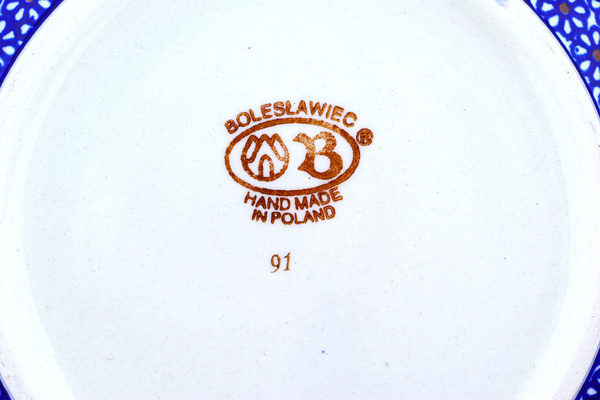 BOLESŁAWIEC
B ®
HAND MADE
IN POLAND
91